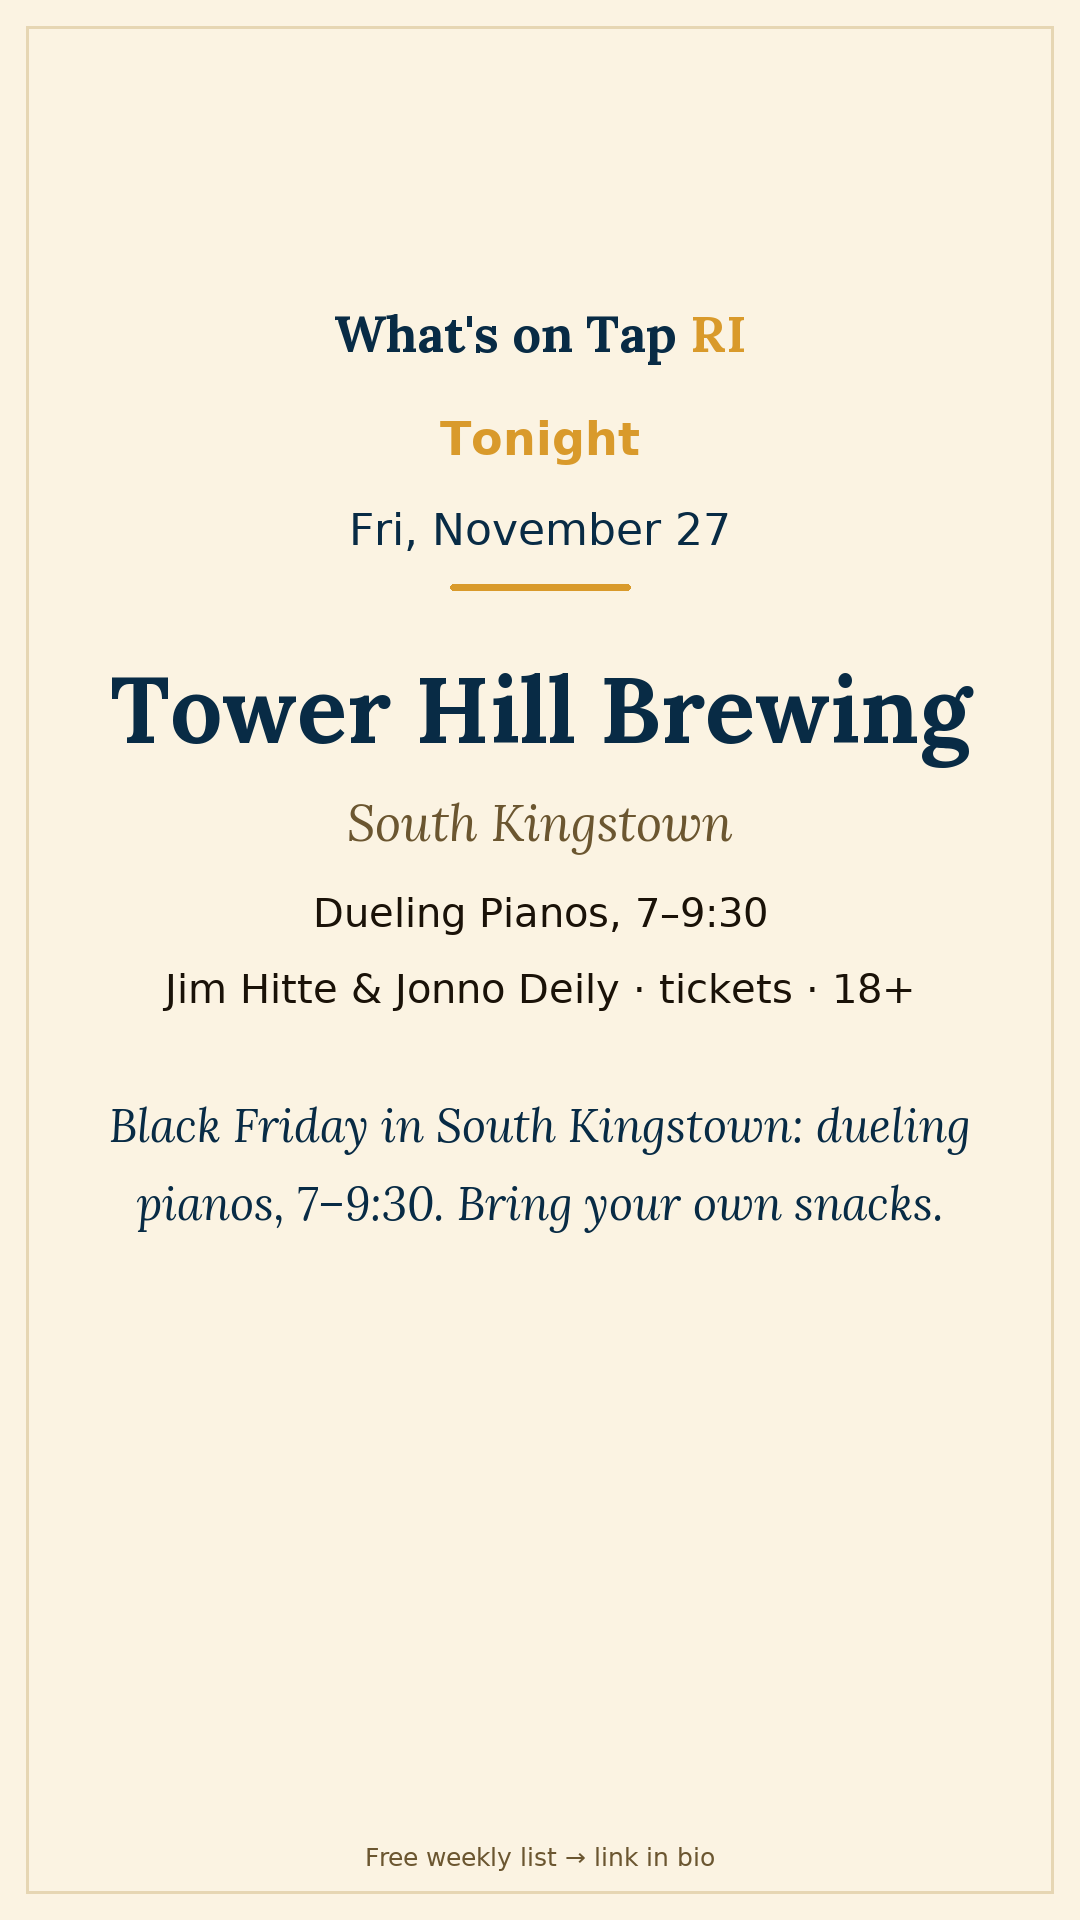 What's on Tap RI
Tonight
Fri, November 27
Tower Hill Brewing
South Kingstown
Dueling Pianos, 7–9:30
Jim Hitte & Jonno Deily · tickets · 18+
Black Friday in South Kingstown: dueling
pianos, 7–9:30. Bring your own snacks.
Free weekly list → link in bio